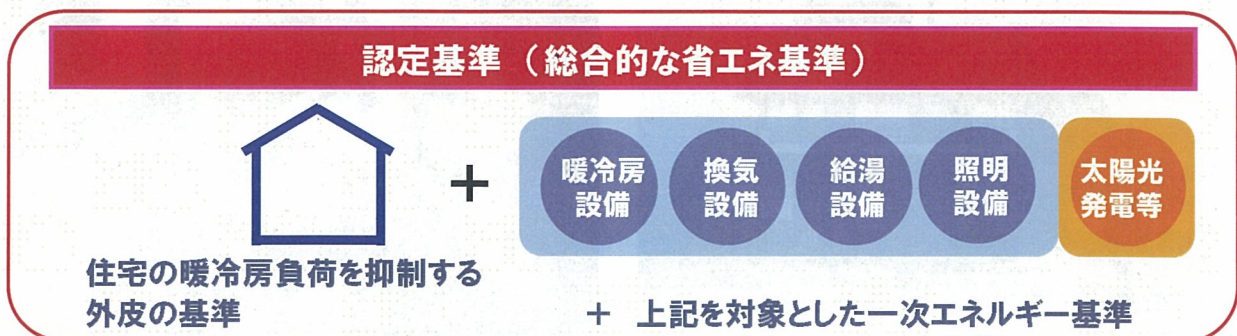 認定基準（総合的な省エネ基準）
+
暖冷房
設備
換気
設備
給湯
設備
照明
設備
太陽光
発電等
住宅の暖冷房負荷を抑制する
外皮の基準
+ 上記を対象とした一次エネルギー基準